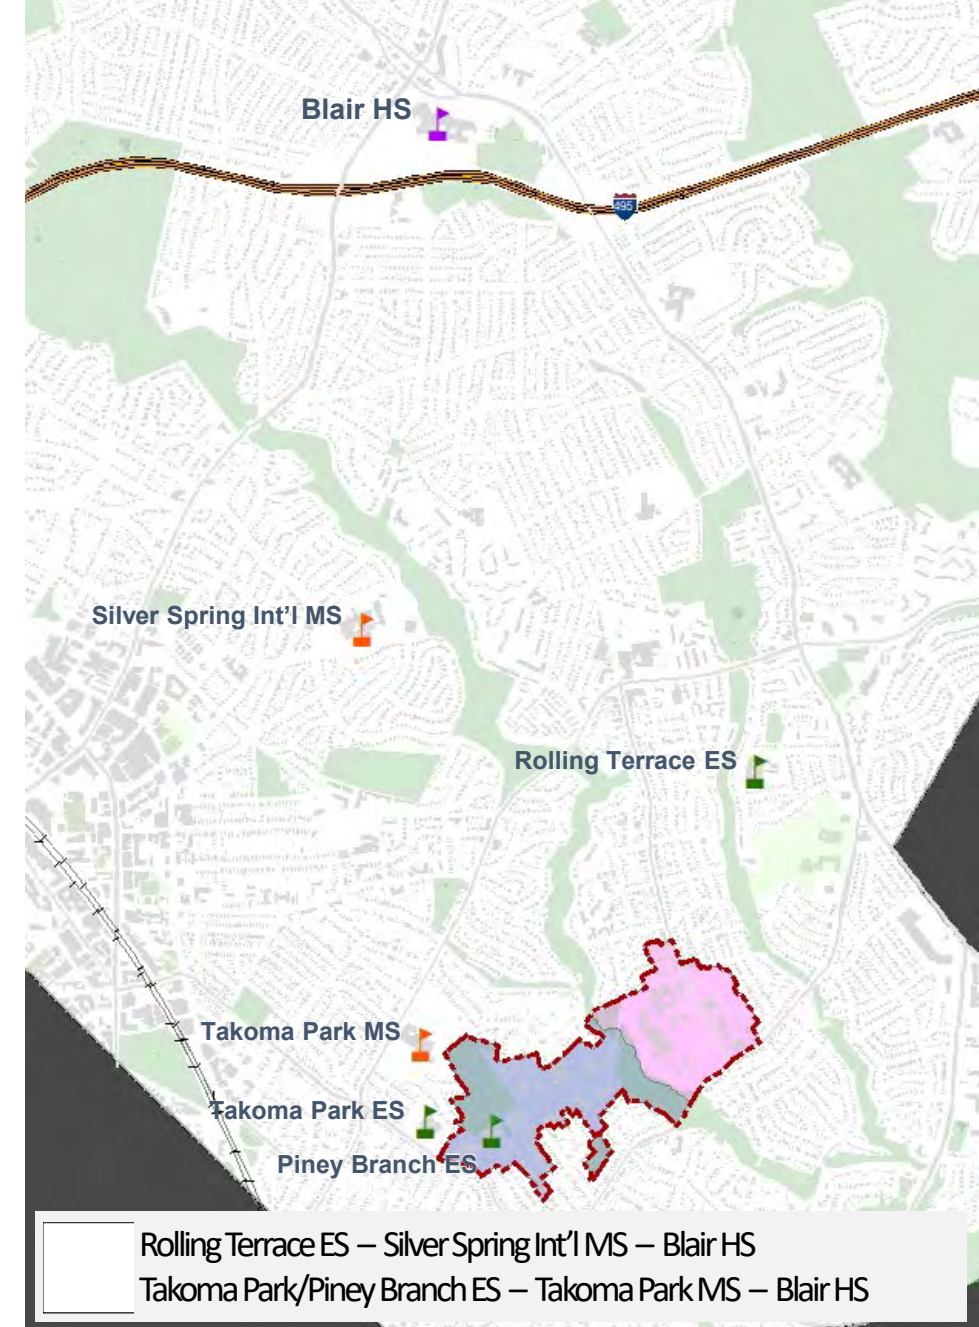 Blair HS
495
Silver Spring Int'l MS
Rolling Terrace ES
Takoma Park MS
Takoma Park ES
Piney Branch ES
Rolling Terrace ES – Silver Spring Int'l MS – Blair HS
Takoma Park/Piney Branch ES – Takoma Park MS – Blair HS